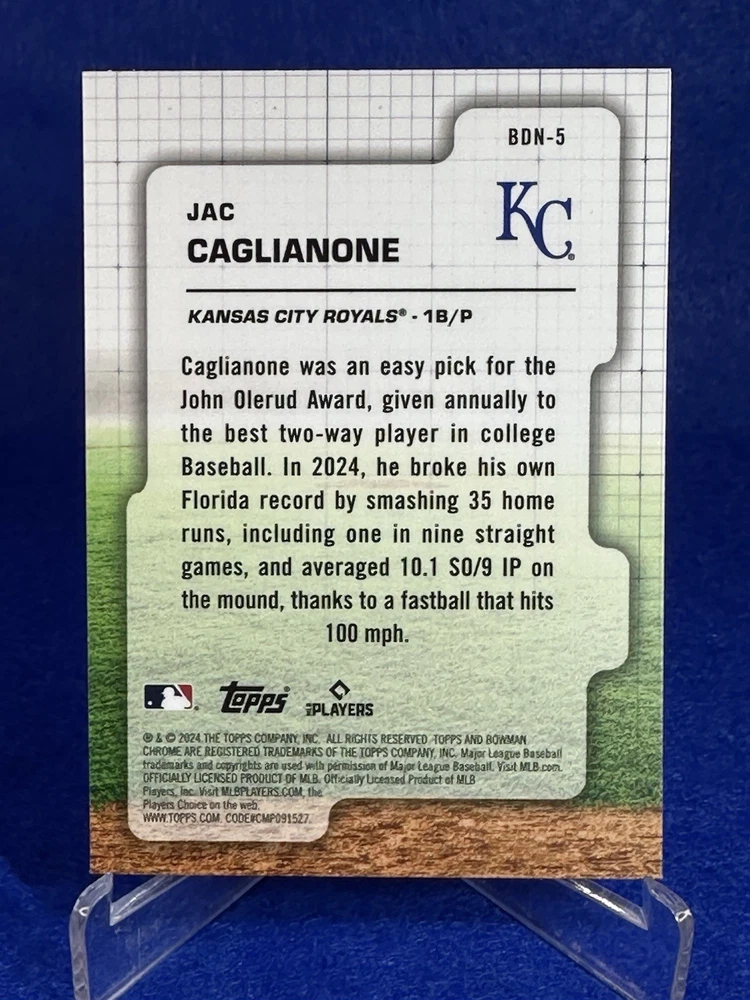 BDN-5
KC
JAC
CAGLIANONE
KANSAS CITY ROYALS® - 1B/P
Caglianone was an easy pick for the
John Olerud Award, given annually to
the best two-way player in college
Baseball. In 2024, he broke his own
Florida record by smashing 35 home
runs, including one in nine straight
games, and averaged 10.1 SO/9 IP on
the mound, thanks to a fastball that hits
100 mph.
Topps MLB PLAYERS
® & © 2024 THE TOPPS COMPANY, INC. ALL RIGHTS RESERVED. TOPPS AND BOWMAN
CHROME ARE REGISTERED TRADEMARKS OF THE TOPPS COMPANY, INC. Major League Baseball
trademarks and copyrights are used with permission of Major League Baseball. Visit MLB.com.
OFFICIALLY LICENSED PRODUCT OF MLB. Officially Licensed Product of MLB
Players, Inc. Visit MLBPLAYERS.COM, the
Players Choice on the web.
WWW.TOPPS.COM. CODE#CMP091527.